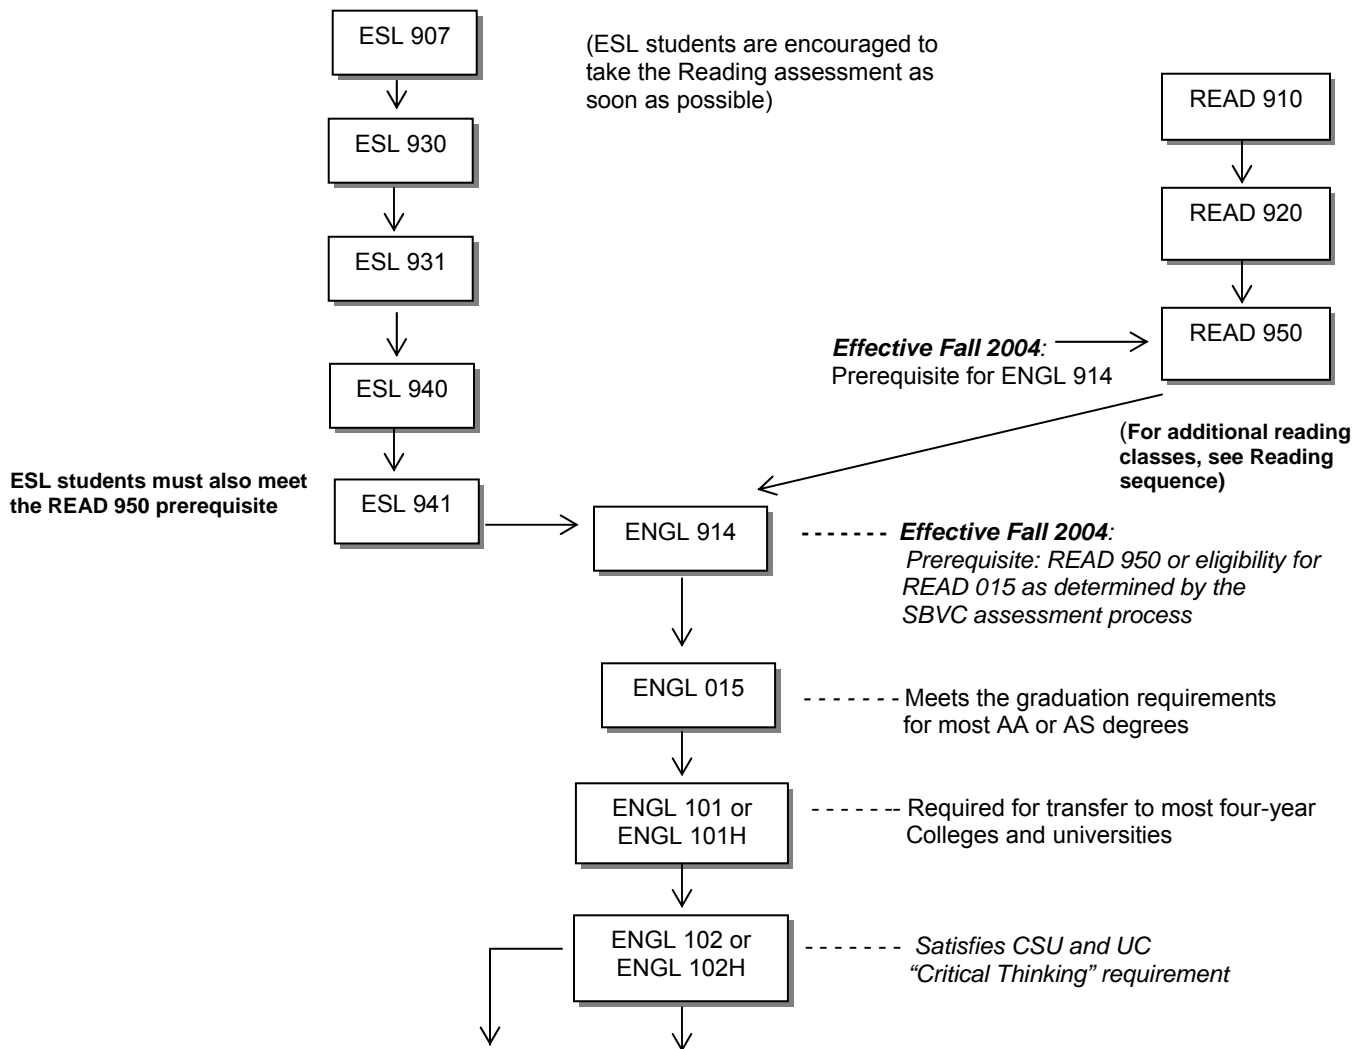 ESL 907
(ESL students are encouraged to
take the Reading assessment as
soon as possible)
READ 910
ESL 930
READ 920
ESL 931
READ 950
Effective Fall 2004:
Prerequisite for ENGL 914
ESL 940
(For additional reading
classes, see Reading
sequence)
ESL students must also meet
the READ 950 prerequisite
ESL 941
ENGL 914
Effective Fall 2004:
Prerequisite: READ 950 or eligibility for
READ 015 as determined by the
SBVC assessment process
ENGL 015
Meets the graduation requirements
for most AA or AS degrees
ENGL 101 or
ENGL 101H
Required for transfer to most four-year
Colleges and universities
ENGL 102 or
ENGL 102H
Satisfies CSU and UC
“Critical Thinking” requirement